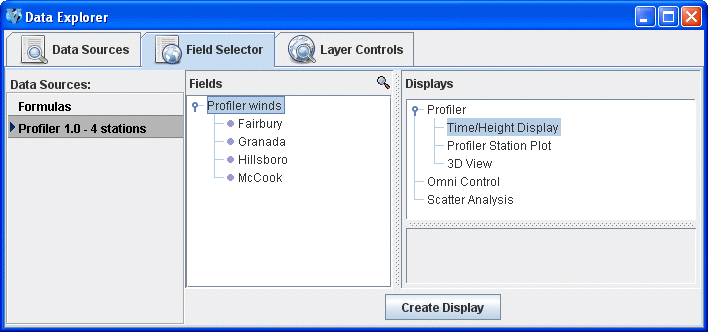 Data Explorer
Data Sources
Field Selector
Layer Controls
Data Sources:
Formulas
Profiler 1.0 - 4 stations
Fields
Profiler winds
Fairbury
Granada
Hillsboro
McCook
Displays
Profiler
Time/Height Display
Profiler Station Plot
3D View
Omni Control
Scatter Analysis
Create Display